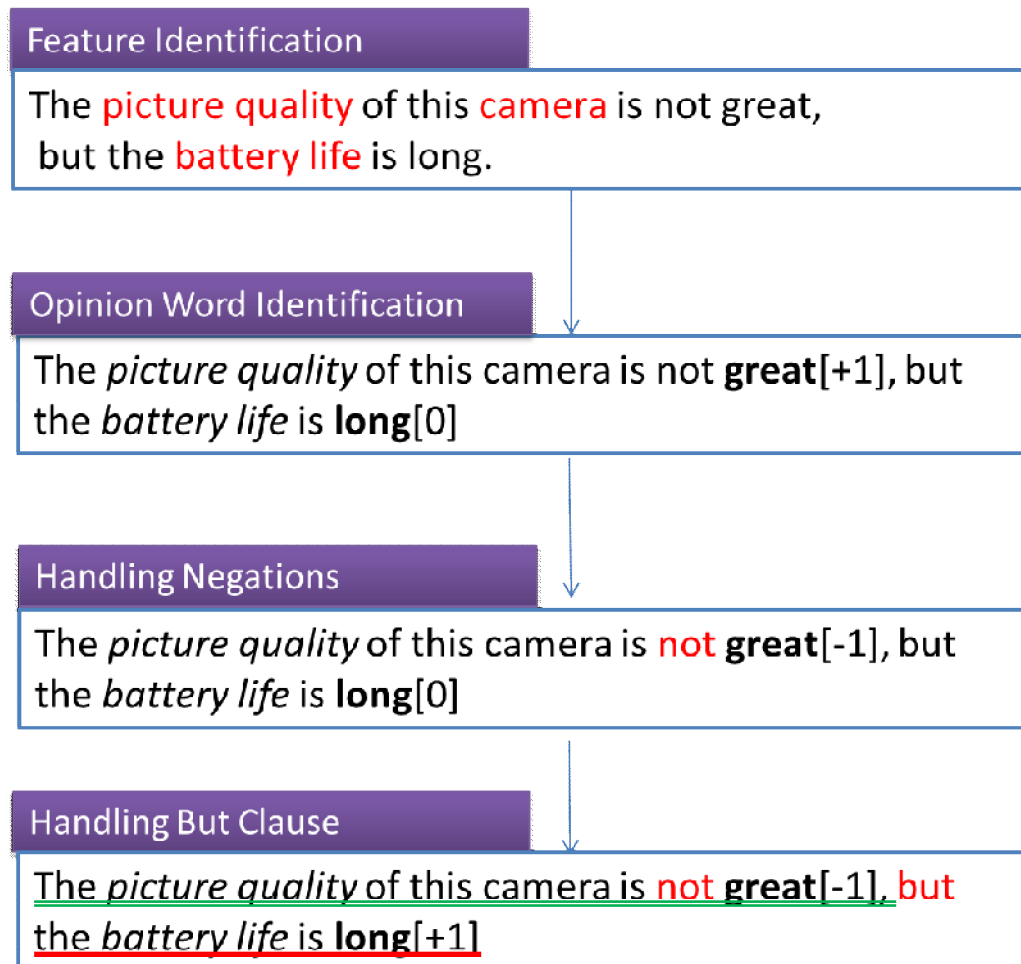 Feature Identification
The picture quality of this camera is not great,
but the battery life is long.
Opinion Word Identification
The picture quality of this camera is not great[+1], but
the battery life is long[0]
Handling Negations
The picture quality of this camera is not great[-1], but
the battery life is long[0]
Handling But Clause
The picture quality of this camera is not great[-1], but
the battery life is long[+1]